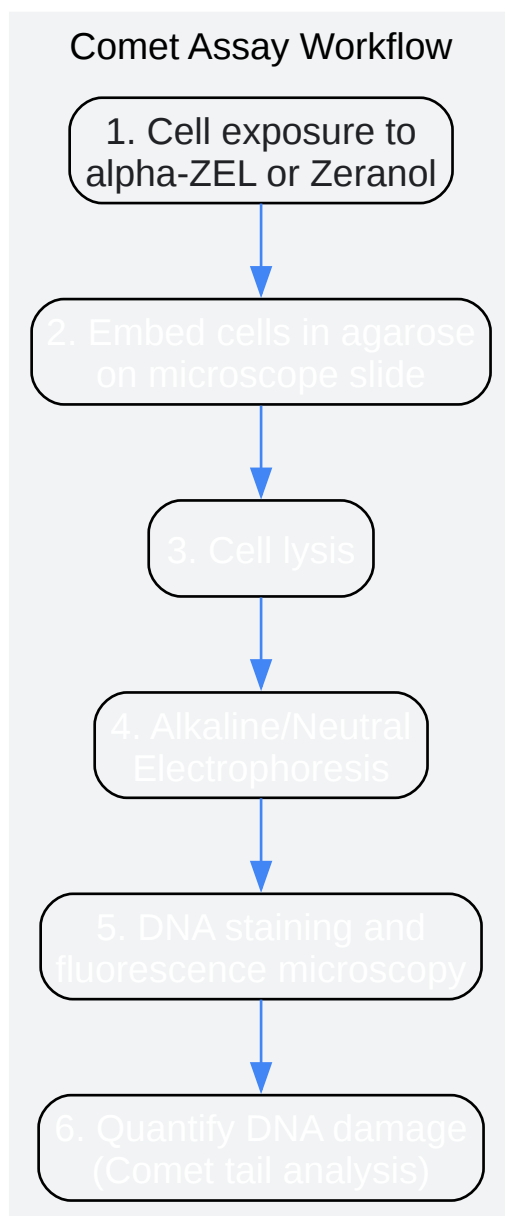 Comet Assay Workflow
1. Cell exposure to
alpha-ZEL or Zeranol
2. Embed cells in agarose
on microscope slide
3. Cell lysis
4. Alkaline/Neutral
Electrophoresis
5. DNA staining and
fluorescence microscopy
6. Quantify DNA damage
(Comet tail analysis)